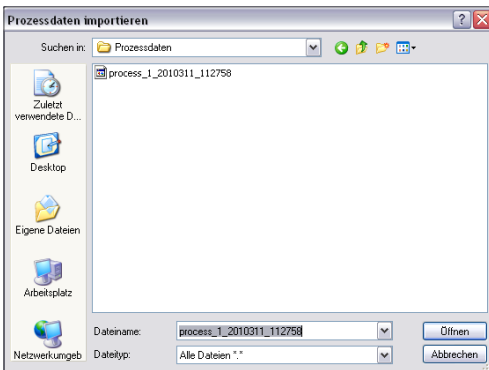 Prozessdaten importieren
Suchen in: Prozessdaten
process_1_2010311_112758
Zuletzt
verwendete D...
Desktop
Eigene Dateien
Arbeitsplatz
Netzwerkumgeb
Dateiname: process_1_2010311_112758 Öffnen
Dateityp: Alle Dateien *.* Abbrechen